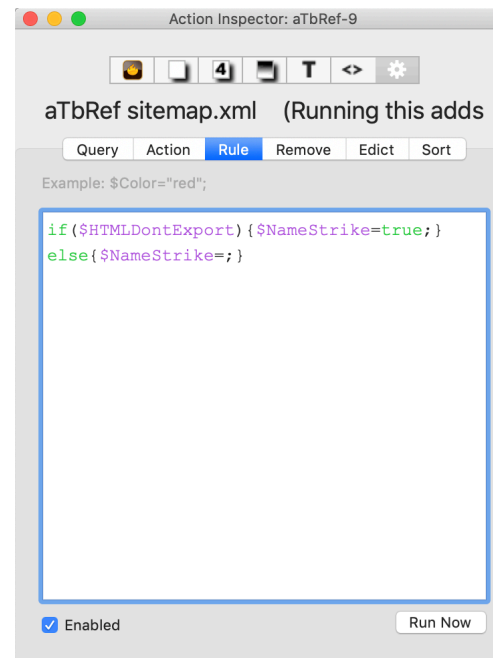 Action Inspector: aTbRef-9
4 T <>
aTbRef sitemap.xml (Running this adds
Query Action Rule Remove Edict Sort
Example: $Color="red";
if($HTMLDontExport){$NameStrike=true;}
else{$NameStrike=;}
Enabled Run Now